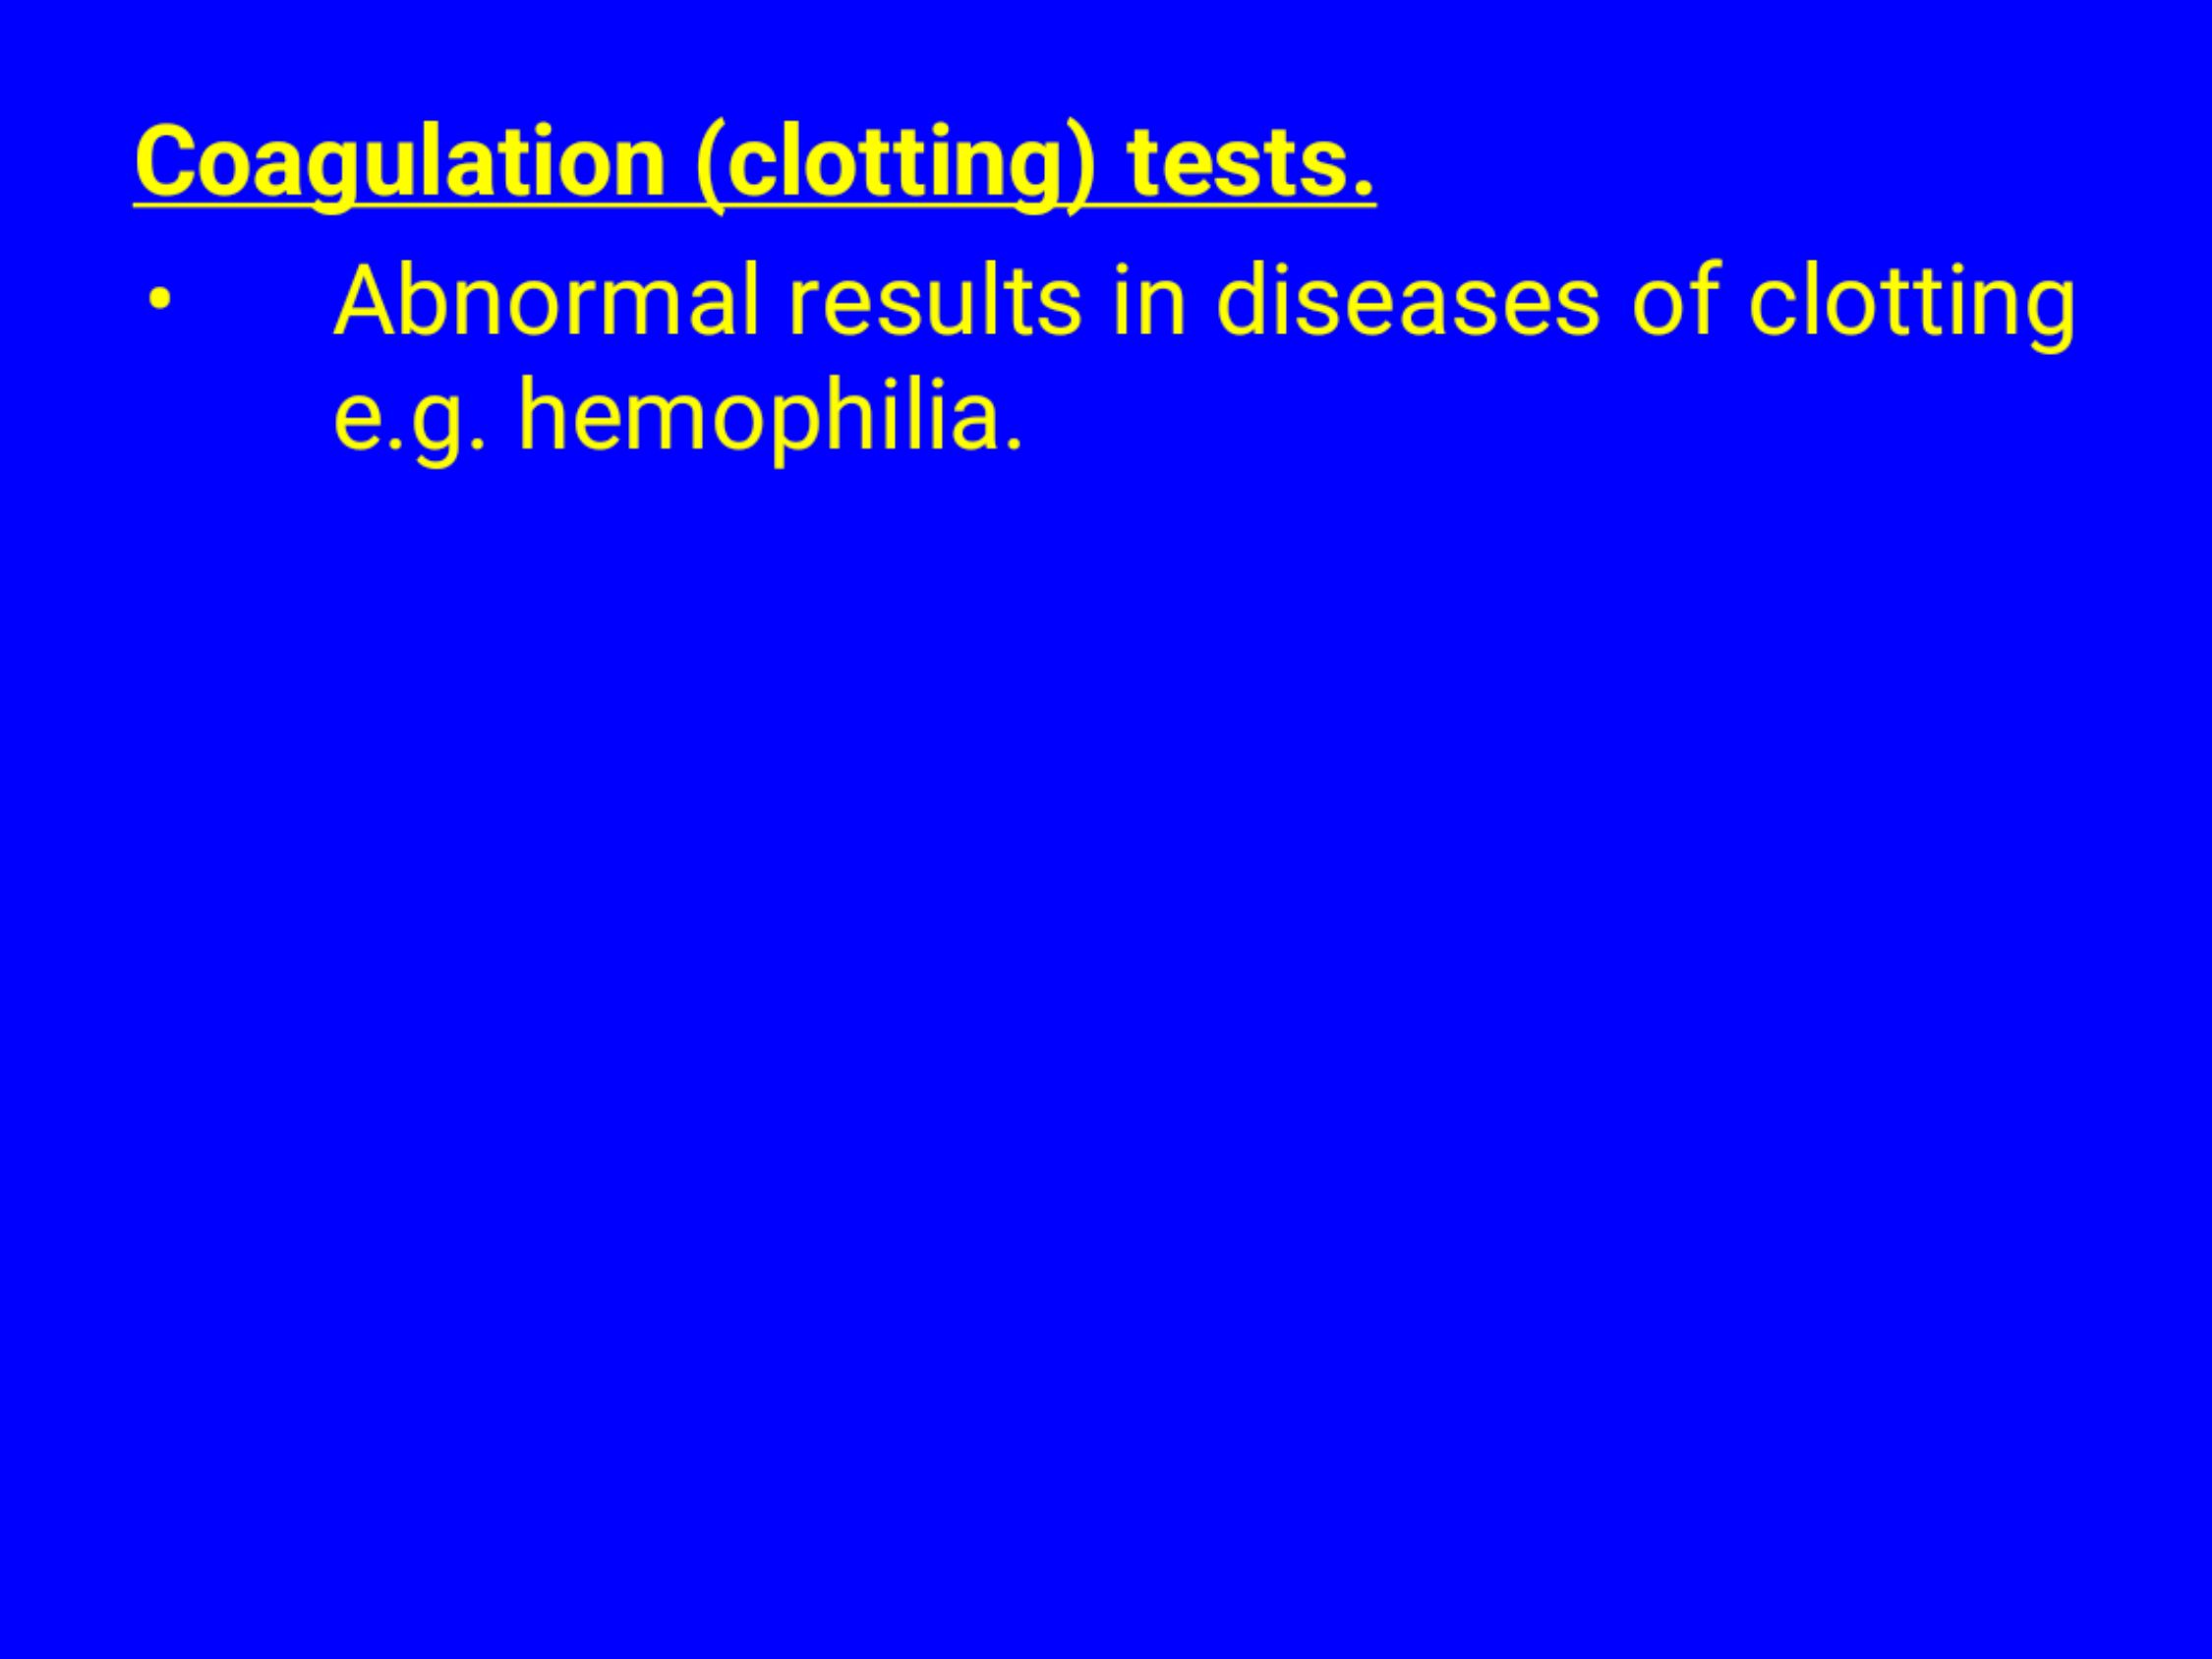 Coagulation (clotting) tests.
• Abnormal results in diseases of clotting
e.g. hemophilia.